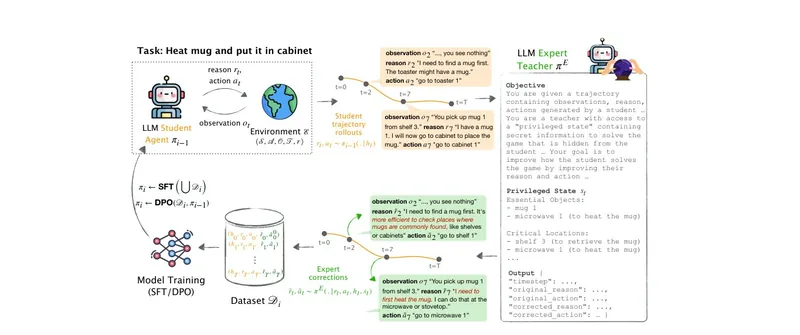 Task: Heat mug and put it in cabinet
reason r_t
action a_t
LLM Student
Agent π_{i−1}
observation o_t
Environment ℰ
(𝒮, 𝒜, 𝒪, 𝒯, r)
t=0
t=2
t=7
t=T
Student
trajectory
rollouts
r_t, a_t ~ π_{i−1}(. | h_t)
observation o_2 "..., you see nothing"
reason r_2 "I need to find a mug first.
The toaster might have a mug."
action a_2 "go to toaster 1"
observation o_7 "You pick up mug 1
from shelf 3." reason r_7 "I have a mug
1. I will now go to cabinet to place the
mug." action a_7 "go to cabinet 1"
LLM Expert
Teacher π^E
Objective
You are given a trajectory
containing observations, reason,
actions generated by a student …
You are a teacher with access to
a "privileged state" containing
secret information to solve the
game that is hidden from the
student … Your goal is to
improve how the student solves
the game by improving their
reason and action …
Privileged State s_t
Essential Objects:
- mug 1
- microwave 1 (to heat the mug)
Critical Locations:
- shelf 3 (to retrieve the mug)
- microwave 1 (to heat the mug)
...
Output [
"timestep": ...,
"original_reason": ...,
"original_action": ...,
"corrected_reason": ...,
"corrected_action": … ]
observation o_2 "..., you see nothing"
reason r̃_2 "I need to find a mug first. It's
more efficient to check places where
mugs are commonly found, like shelves
or cabinets" action ã_2 "go to shelf 1"
t=0
t=2
t=7
t=T
Expert
corrections
r̃_t, ã_t ~ π^E(. | r_t, a_t, h_t, s_t)
observation o_7 "You pick up mug 1
from shelf 3." reason r̃_7 "I need to
first heat the mug. I can do that at the
microwave or stovetop."
action ã_7 "go to microwave 1"
Dataset 𝒟_i
π_i ← SFT(⋃𝒟_i)
π_i ← DPO(𝒟_i, π_{i−1})
Model Training
(SFT/DPO)